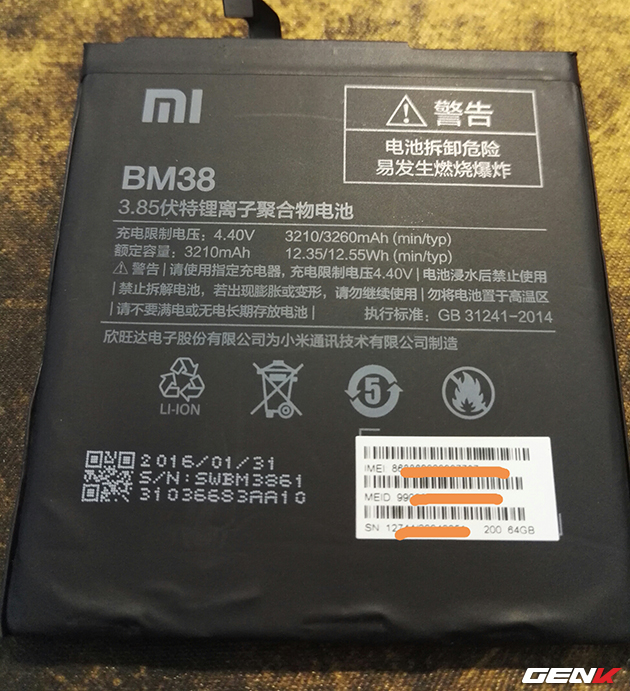 mi
警告
电池拆卸危险
易发生燃烧爆炸
BM38
3.85伏特锂离子聚合物电池
充电限制电压: 4.40V 3210/3260mAh (min/typ)
额定容量: 3210mAh 12.35/12.55Wh (min/typ)
警告|请使用指定充电器, 充电限制电压4.40V|电池浸水后禁止使用
|禁止拆解电池, 若出现膨胀或变形, 请勿继续使用|勿将电池置于高温区
|请不要满电或无电长期存放电池| 执行标准: GB 31241-2014
欣旺达电子股份有限公司为小米通讯技术有限公司制造
LI-ION
5
2016/01/31
S/N:SWBM3861
31036683AA10
IMEI
MEID
SN 200 64GB
GENK